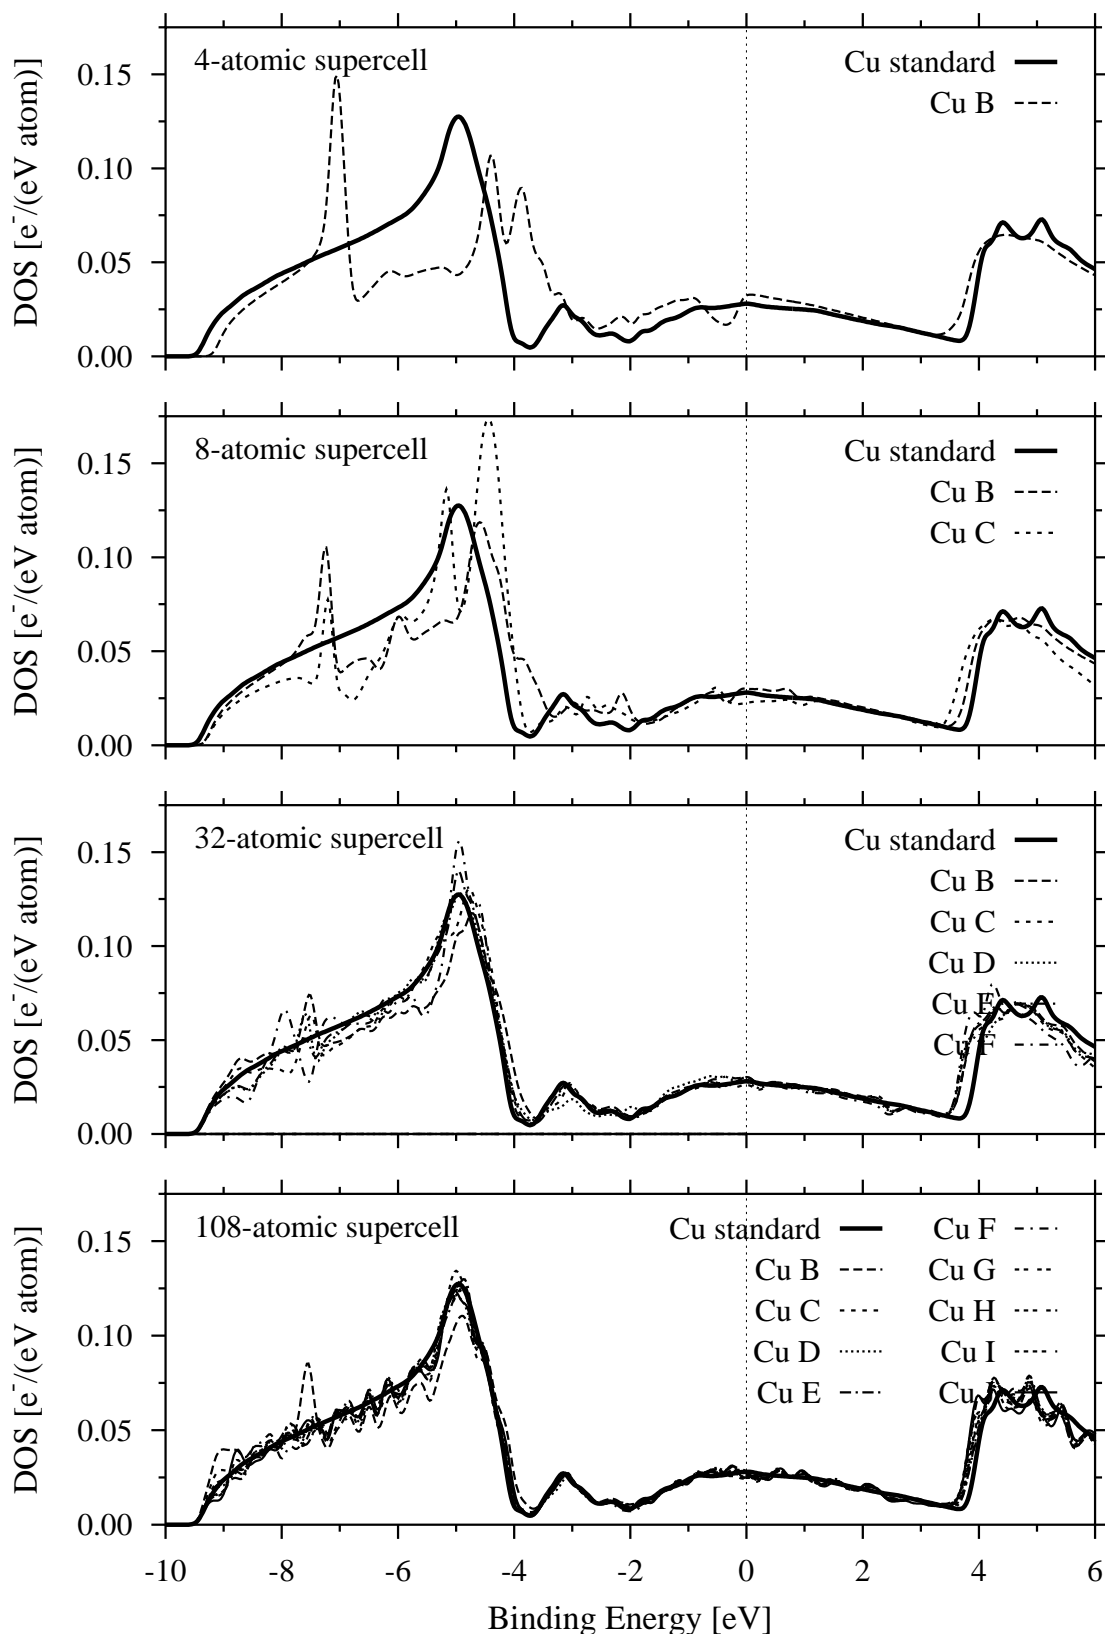 4-atomic supercell
Cu standard
Cu B
DOS [e⁻/(eV atom)]
0.15
0.10
0.05
0.00
8-atomic supercell
Cu standard
Cu B
Cu C
DOS [e⁻/(eV atom)]
0.15
0.10
0.05
0.00
32-atomic supercell
Cu standard
Cu B
Cu C
Cu D
Cu E
Cu F
DOS [e⁻/(eV atom)]
0.15
0.10
0.05
0.00
108-atomic supercell
Cu standard
Cu B
Cu C
Cu D
Cu E
Cu F
Cu G
Cu H
Cu I
Cu
DOS [e⁻/(eV atom)]
0.15
0.10
0.05
0.00
-10 -8 -6 -4 -2 0 2 4 6
Binding Energy [eV]